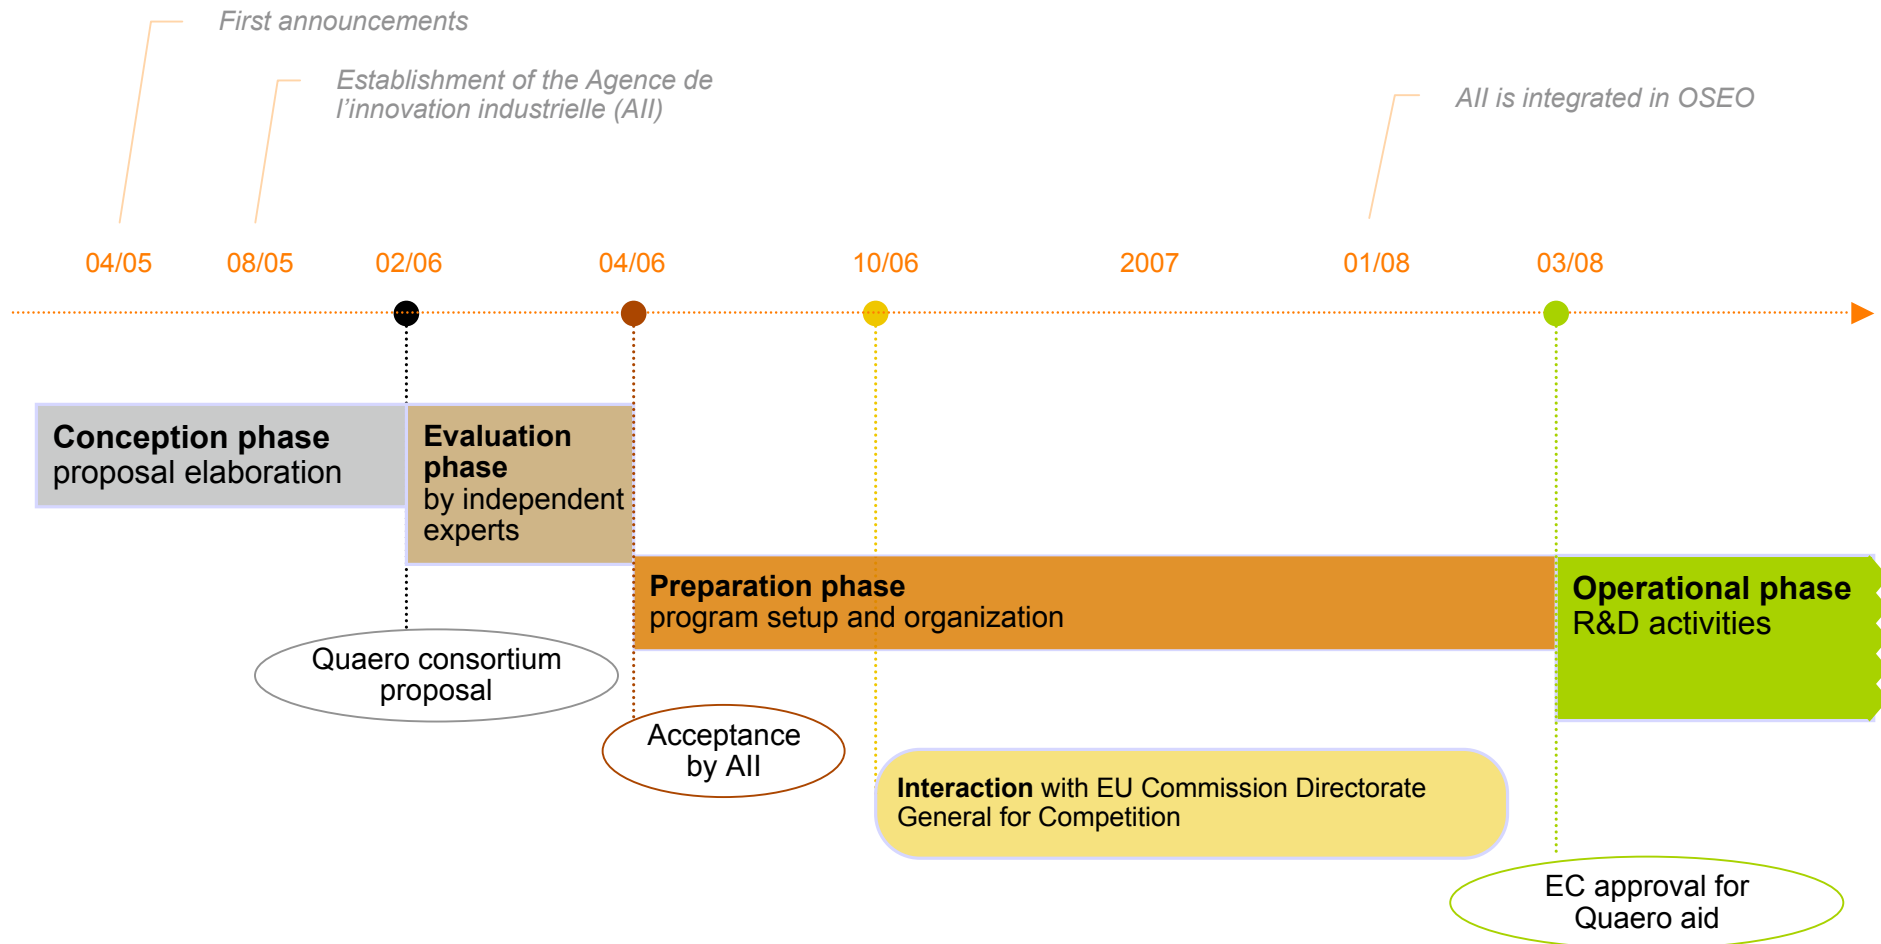 First announcements
Establishment of the Agence de
l’innovation industrielle (AII)
AII is integrated in OSEO
04/05
08/05
02/06
04/06
10/06
2007
01/08
03/08
Conception phase
proposal elaboration
Evaluation
phase
by independent
experts
Preparation phase
program setup and organization
Operational phase
R&D activities
Quaero consortium
proposal
Acceptance
by AII
Interaction with EU Commission Directorate
General for Competition
EC approval for
Quaero aid